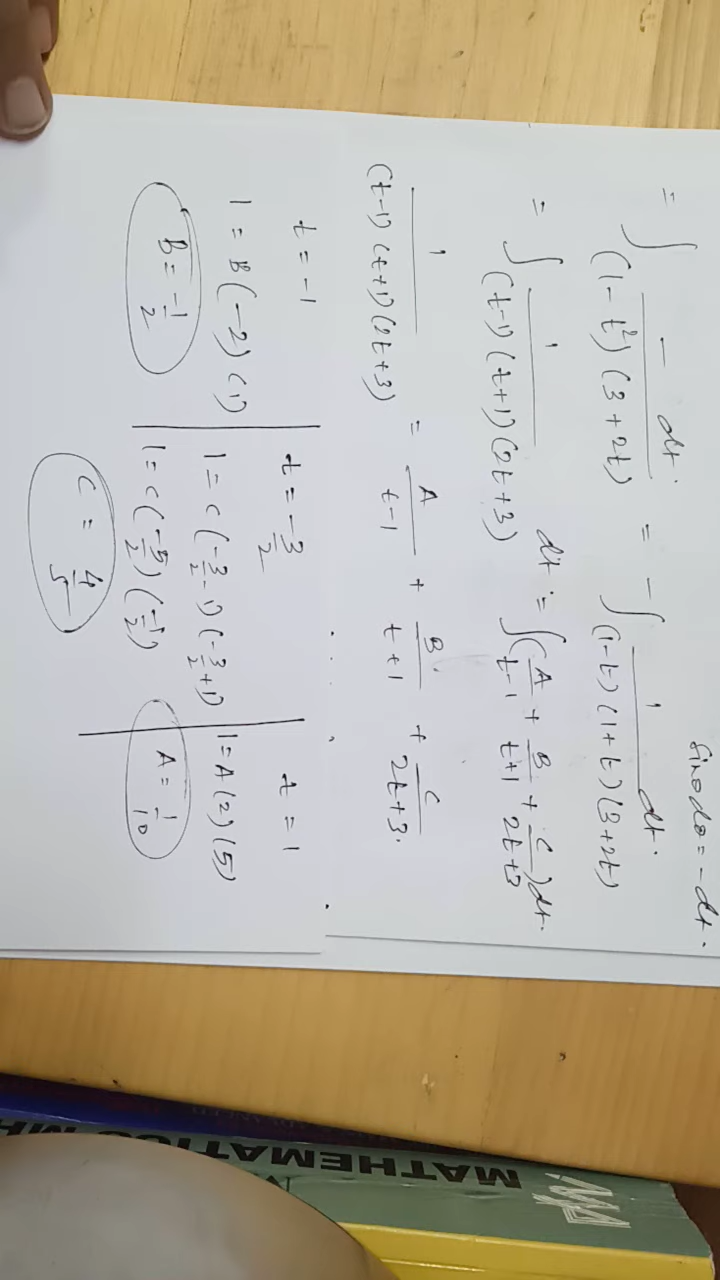 sinθ dθ = - dt.
= ∫ - dt. / (1 - t²) (3 + 2t) = - ∫ 1 / (1-t) (1+t) (3+2t) dt.
= ∫ 1 / (t-1) (t+1) (2t+3) dt = ∫ ( A / t-1 + B / t+1 + C / 2t+3 ) dt.
1 / (t-1) (t+1) (2t+3) = A / t-1 + B / t+1 + C / 2t+3.
t = -1
1 = B (-2) (1)
B = -1/2
t = -3/2
1 = C (-3/2 -1) (-3/2 +1)
1 = C (-5/2) (-1/2)
C = 4/5
t = 1
1 = A (2) (5)
A = 1/10
MATHEMATICS